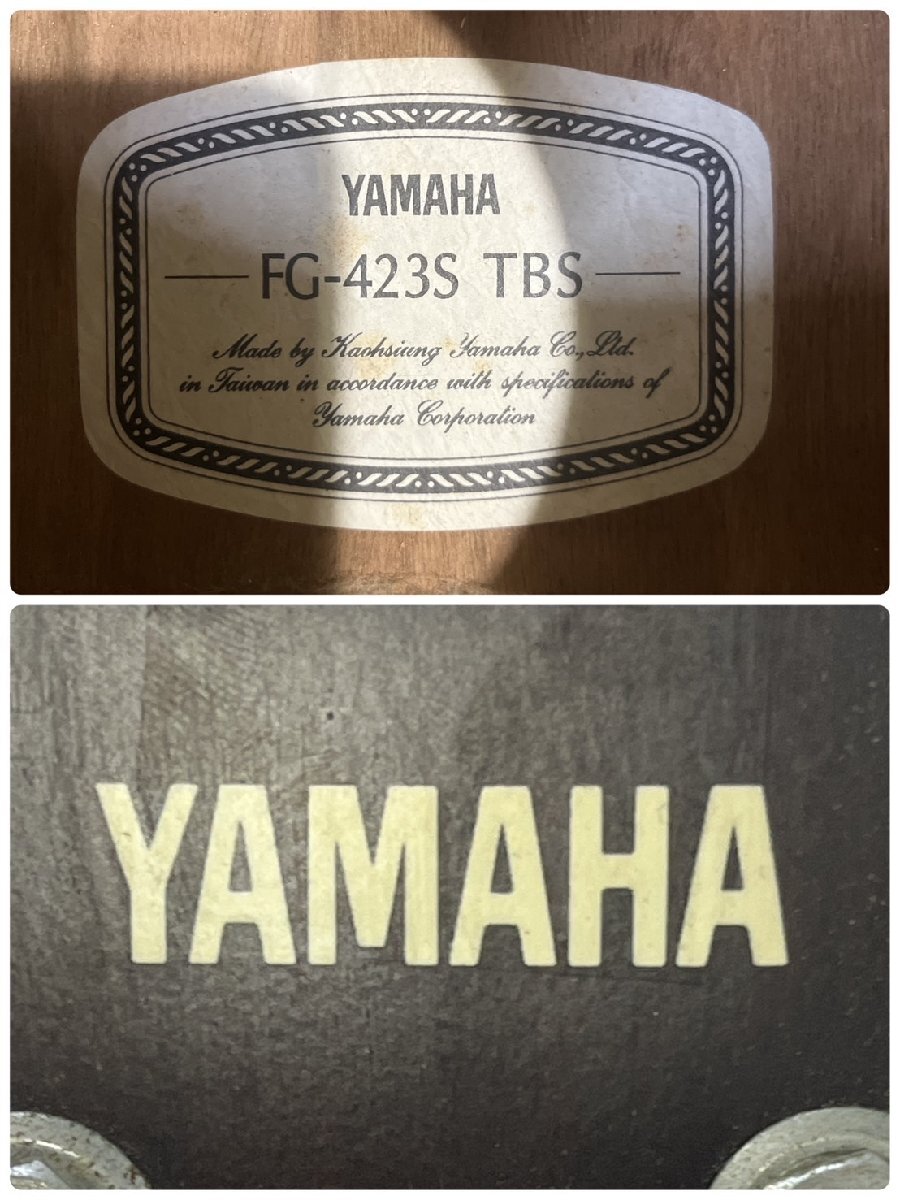 YAMAHA
FG-423S TBS
Made by Kaohsiung Yamaha Co., Ltd.
in Taiwan in accordance with specifications of
Yamaha Corporation
YAMAHA